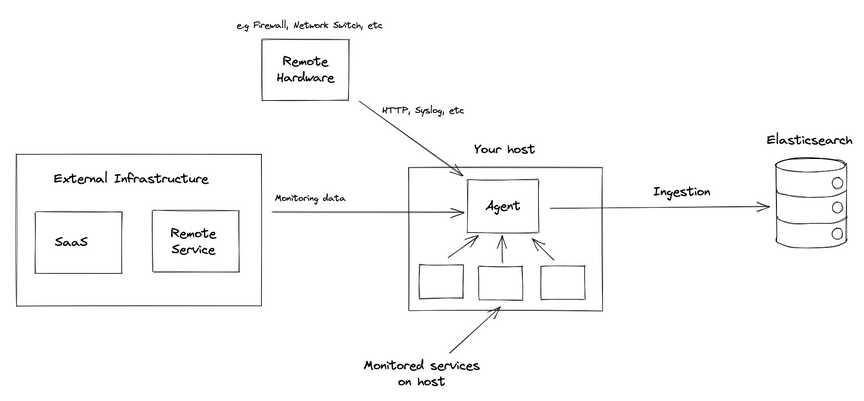 e.g Firewall, Network Switch, etc
Remote
Hardware
HTTP, Syslog, etc
Elasticsearch
Your host
External Infrastructure
Monitoring data
Agent
Ingestion
SaaS
Remote
Service
Monitored services
on host